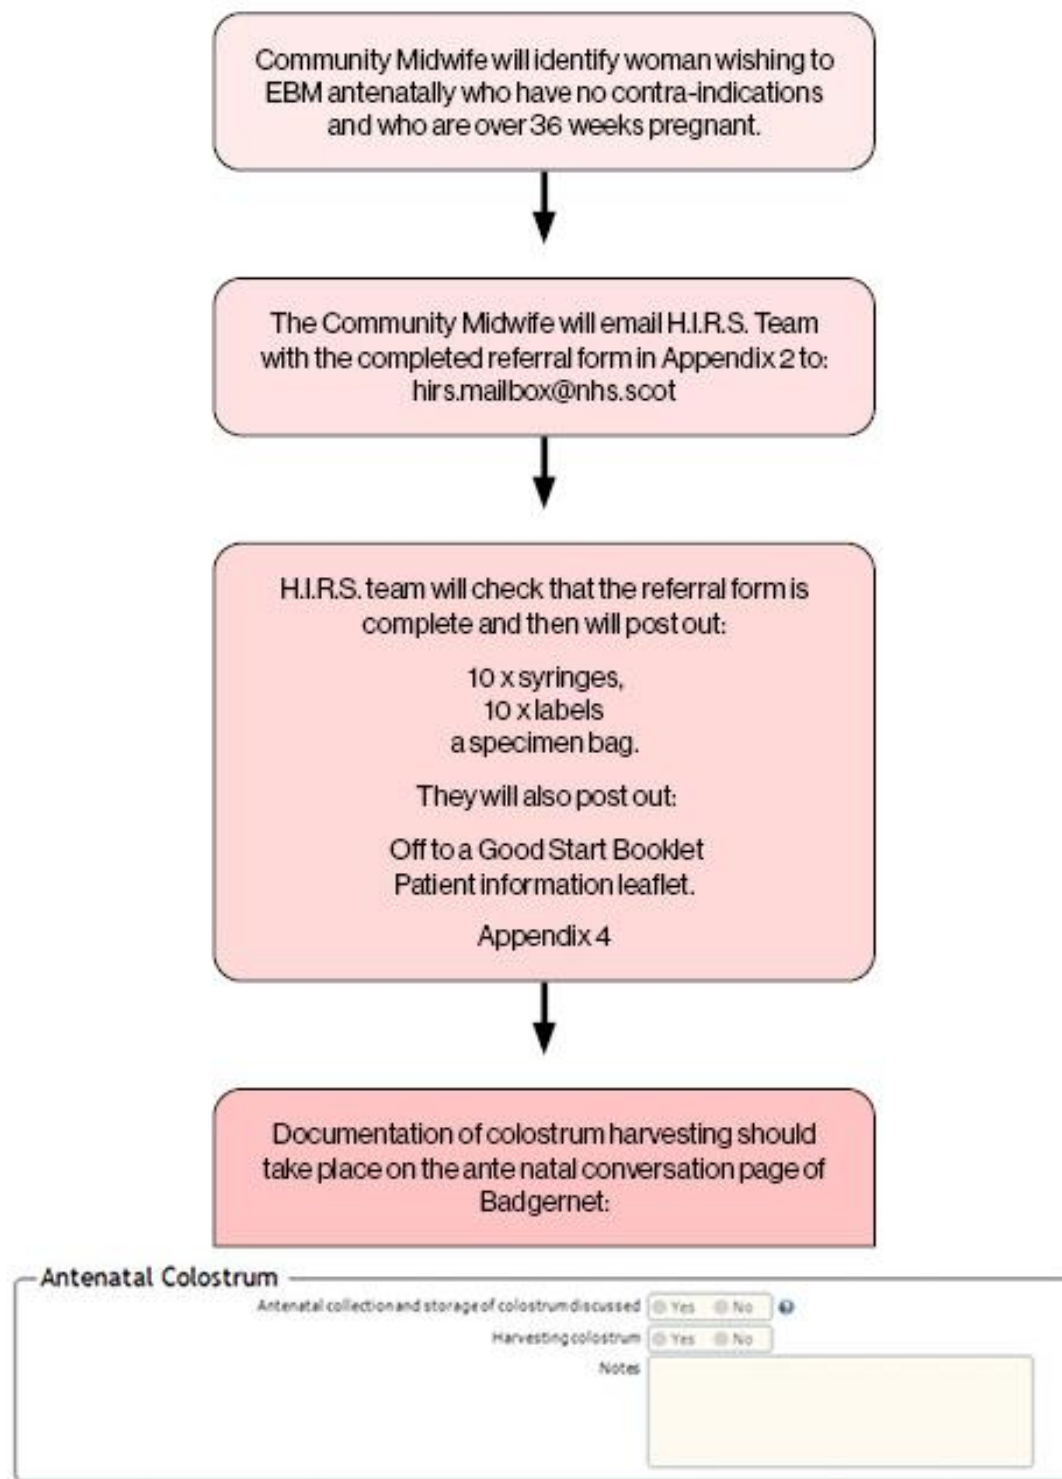 Community Midwife will identify woman wishing to
EBM antenatally who have no contra-indications
and who are over 36 weeks pregnant.
The Community Midwife will email H.I.R.S. Team
with the completed referral form in Appendix 2 to:
hirs.mailbox@nhs.scot
H.I.R.S. team will check that the referral form is
complete and then will post out:
10 x syringes,
10 x labels
a specimen bag.
They will also post out:
Off to a Good Start Booklet
Patient information leaflet.
Appendix 4
Documentation of colostrum harvesting should
take place on the ante natal conversation page of
Badgernet:
Antenatal Colostrum
Antenatal collection and storage of colostrum discussed Yes No ?
Harvesting colostrum Yes No
Notes